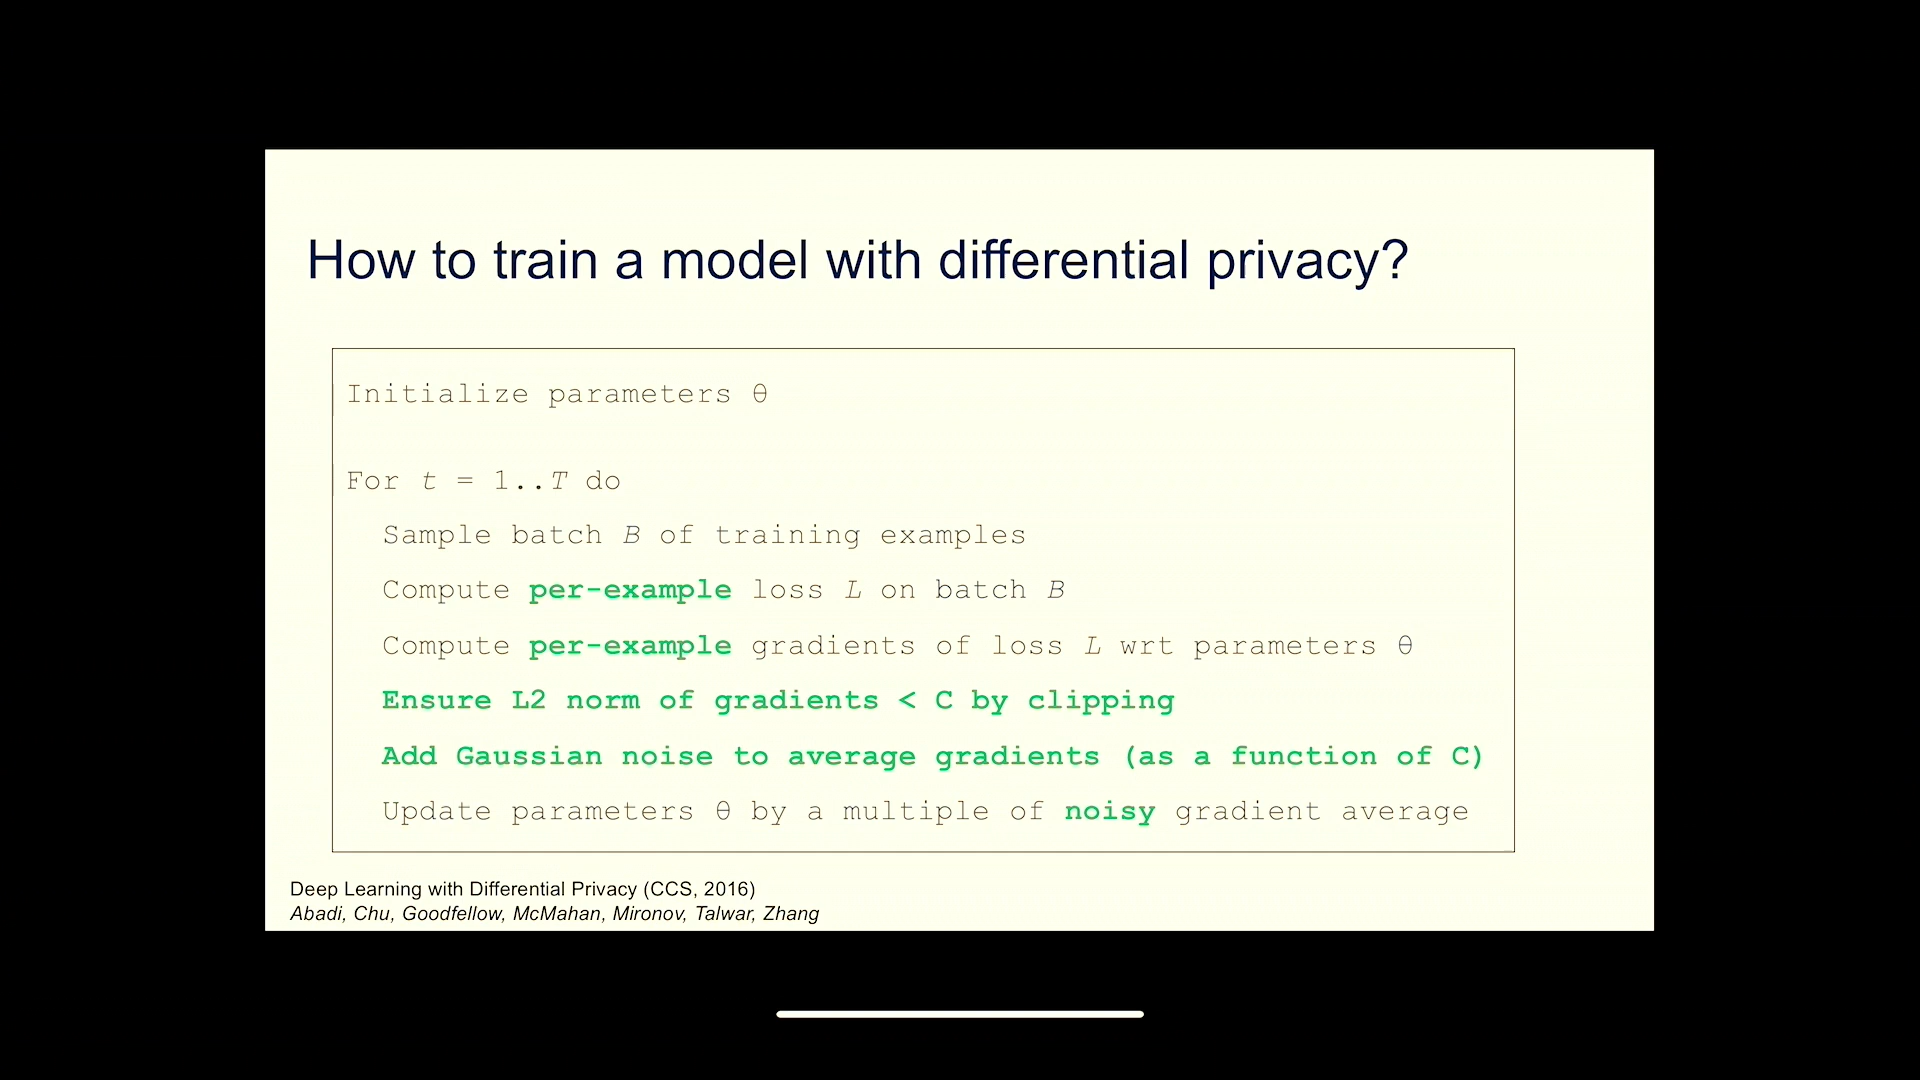 How to train a model with differential privacy?
Initialize parameters θ
For t = 1..T do
Sample batch B of training examples
Compute per-example loss L on batch B
Compute per-example gradients of loss L wrt parameters θ
Ensure L2 norm of gradients < C by clipping
Add Gaussian noise to average gradients (as a function of C)
Update parameters θ by a multiple of noisy gradient average
Deep Learning with Differential Privacy (CCS, 2016)
Abadi, Chu, Goodfellow, McMahan, Mironov, Talwar, Zhang